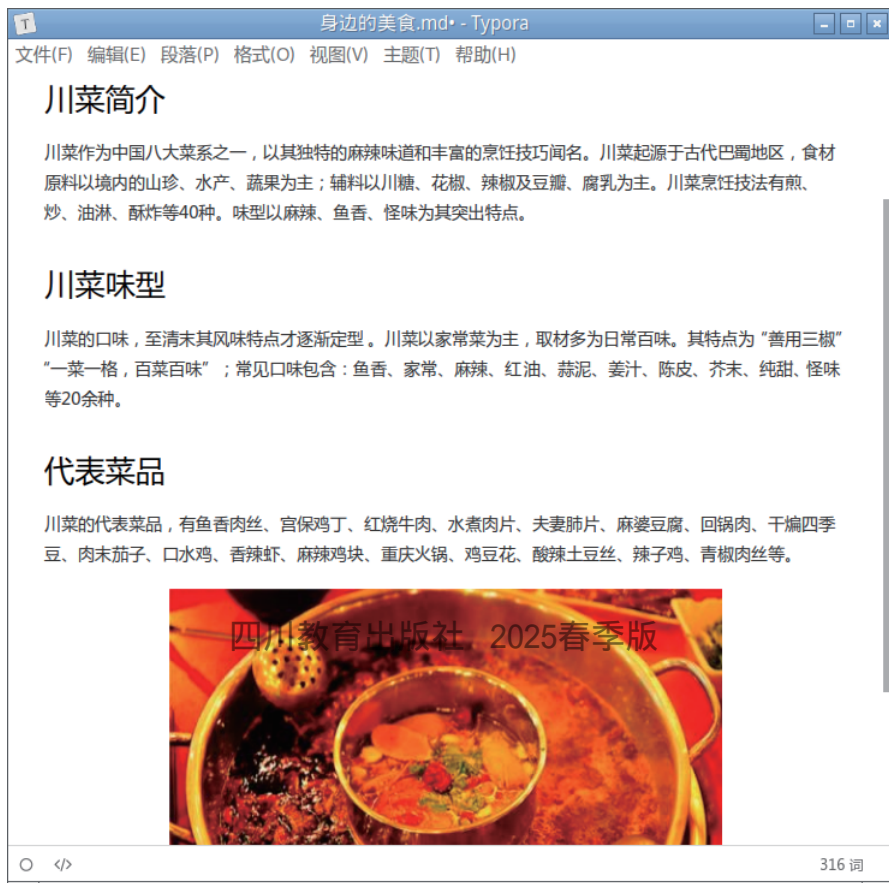 身边的美食.md• - Typora
文件(F) 编辑(E) 段落(P) 格式(O) 视图(V) 主题(T) 帮助(H)
川菜简介
川菜作为中国八大菜系之一，以其独特的麻辣味道和丰富的烹饪技巧闻名。川菜起源于古代巴蜀地区，食材
原料以境内的山珍、水产、蔬果为主；辅料以川糖、花椒、辣椒及豆瓣、腐乳为主。川菜烹饪技法有煎、
炒、油淋、酥炸等40种。味型以麻辣、鱼香、怪味为其突出特点。
川菜味型
川菜的口味，至清末其风味特点才逐渐定型 。川菜以家常菜为主，取材多为日常百味。其特点为 “善用三椒”
“一菜一格，百菜百味” ；常见口味包含：鱼香、家常、麻辣、红油、蒜泥、姜汁、陈皮、芥末、纯甜、怪味
等20余种。
代表菜品
川菜的代表菜品，有鱼香肉丝、宫保鸡丁、红烧牛肉、水煮肉片、夫妻肺片、麻婆豆腐、回锅肉、干煸四季
豆、肉末茄子、口水鸡、香辣虾、麻辣鸡块、重庆火锅、鸡豆花、酸辣土豆丝、辣子鸡、青椒肉丝等。
四川教育出版社 2025春季版
316 词